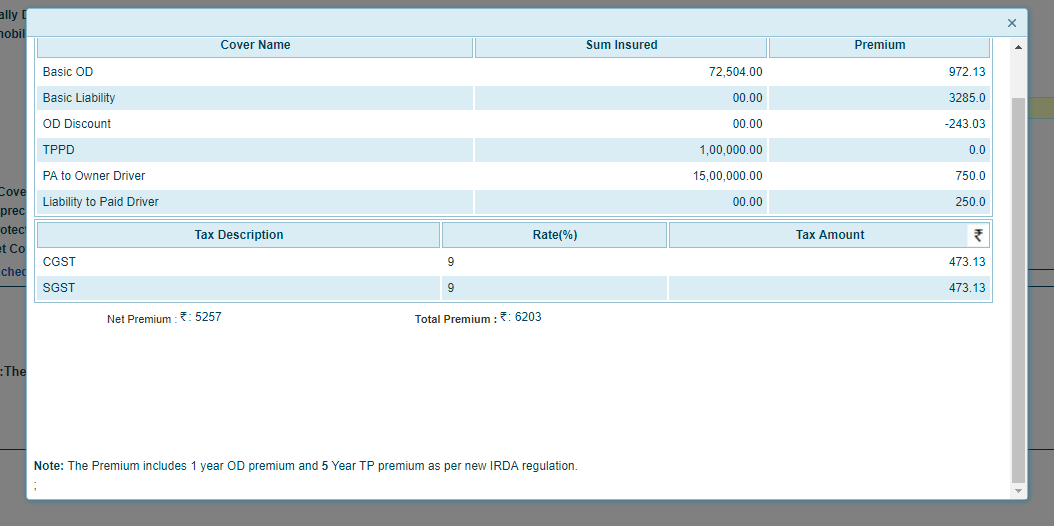 ally D
mobil
×
Cover Name Sum Insured Premium
Basic OD 72,504.00 972.13
Basic Liability 00.00 3285.0
OD Discount 00.00 -243.03
TPPD 1,00,000.00 0.0
PA to Owner Driver 15,00,000.00 750.0
Liability to Paid Driver 00.00 250.0
Cove
prec
rotect
et Co
ched
Tax Description Rate(%) Tax Amount ₹
CGST 9 473.13
SGST 9 473.13
Net Premium : ₹: 5257 Total Premium : ₹: 6203
:The
Note: The Premium includes 1 year OD premium and 5 Year TP premium as per new IRDA regulation.
;